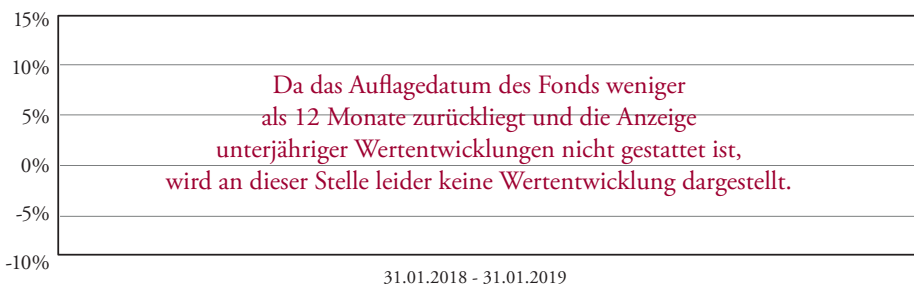 15%
10%
5%
0%
-5%
-10%
Da das Auflagedatum des Fonds weniger
als 12 Monate zurückliegt und die Anzeige
unterjähriger Wertentwicklungen nicht gestattet ist,
wird an dieser Stelle leider keine Wertentwicklung dargestellt.
31.01.2018 - 31.01.2019